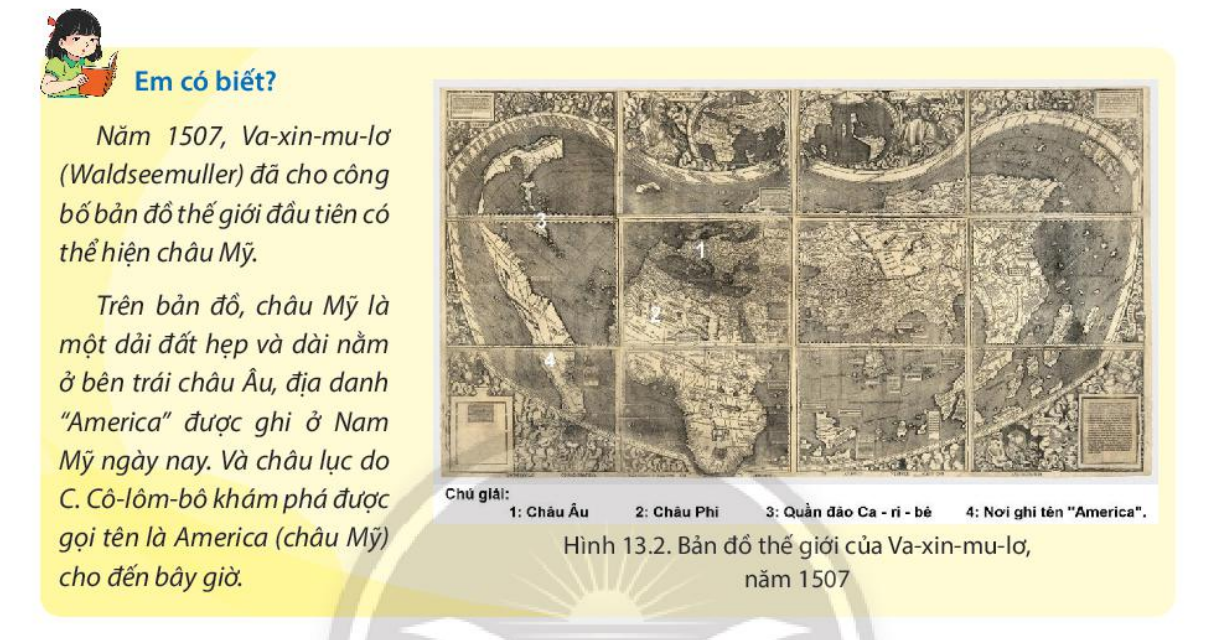 Em có biết?
Năm 1507, Va-xin-mu-lơ
(Waldseemuller) đã cho công
bố bản đồ thế giới đầu tiên có
thể hiện châu Mỹ.
Trên bản đồ, châu Mỹ là
một dải đất hẹp và dài nằm
ở bên trái châu Âu, địa danh
“America” được ghi ở Nam
Mỹ ngày nay. Và châu lục do
C. Cô-lôm-bô khám phá được
gọi tên là America (châu Mỹ)
cho đến bây giờ.
3
1
2
4
Chú giải:
1: Châu Âu 2: Châu Phi 3: Quần đảo Ca - ri - bê 4: Nơi ghi tên "America".
Hình 13.2. Bản đồ thế giới của Va-xin-mu-lơ,
năm 1507